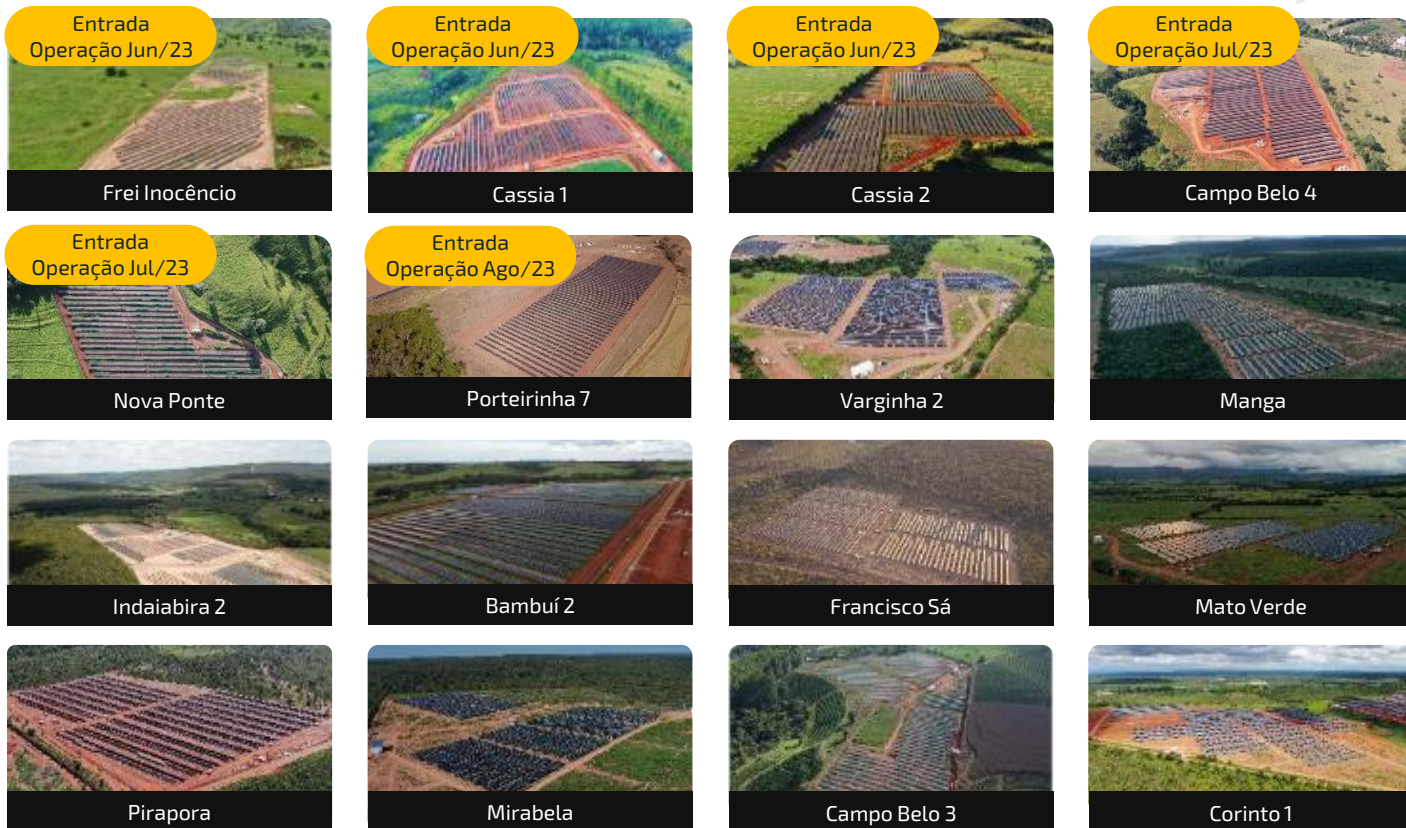 Entrada
Operação Jun/23
Entrada
Operação Jun/23
Entrada
Operação Jun/23
Entrada
Operação Jul/23
Frei Inocêncio
Cassia 1
Cassia 2
Campo Belo 4
Entrada
Operação Jul/23
Entrada
Operação Ago/23
Nova Ponte
Porteirinha 7
Varginha 2
Manga
Indaiabira 2
Bambuí 2
Francisco Sá
Mato Verde
Pirapora
Mirabela
Campo Belo 3
Corinto 1